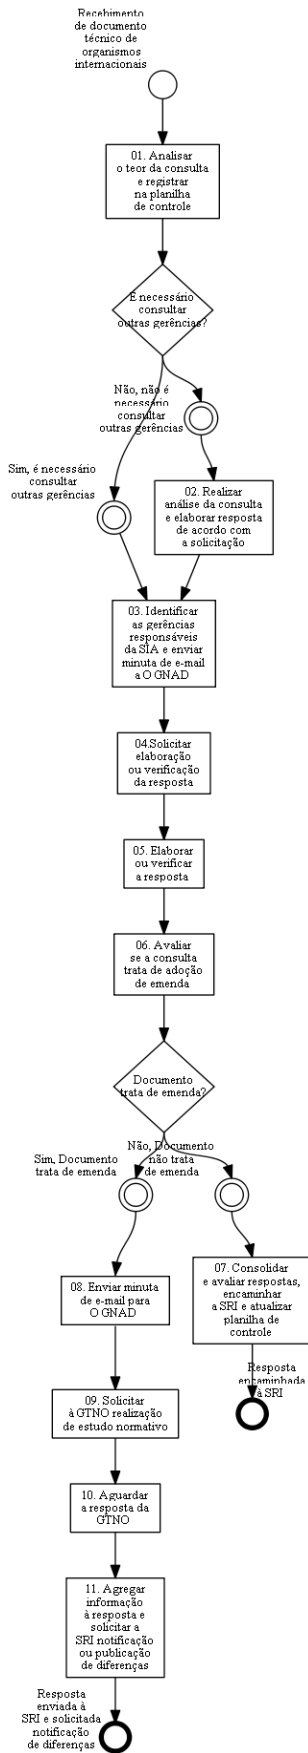 Recebimento
de documento
técnico de
organismos
internacionais
01. Analisar
o teor da consulta
e registrar
na planilha
de controle
É necessário
consultar
outras gerências?
Não, não é
necessário
consultar
outras gerências
Sim, é necessário
consultar
outras gerências
02. Realizar
análise da consulta
e elaborar resposta
de acordo com
a solicitação
03. Identificar
as gerências
responsáveis
da SIA e enviar
minuta de e-mail
a O GNAD
04.Solicitar
elaboração
ou verificação
da resposta
05. Elaborar
ou verificar
a resposta
06. Avaliar
se a consulta
trata de adoção
de emenda
Documento
trata de emenda?
Sim, Documento
trata de emenda
Não, Documento
não trata
de emenda
07. Consolidar
e avaliar respostas,
encaminhar
a SRI e atualizar
planilha de
controle
08. Enviar minuta
de e-mail para
O GNAD
Resposta
encaminhada
à SRI
09. Solicitar
à GTNO realização
de estudo normativo
10. Aguardar
a resposta da
GTNO
11. Agregar
informação
à resposta e
solicitar a
SRI notificação
ou publicação
de diferenças
Resposta
enviada à
SRI e solicitada
notificação
de diferenças